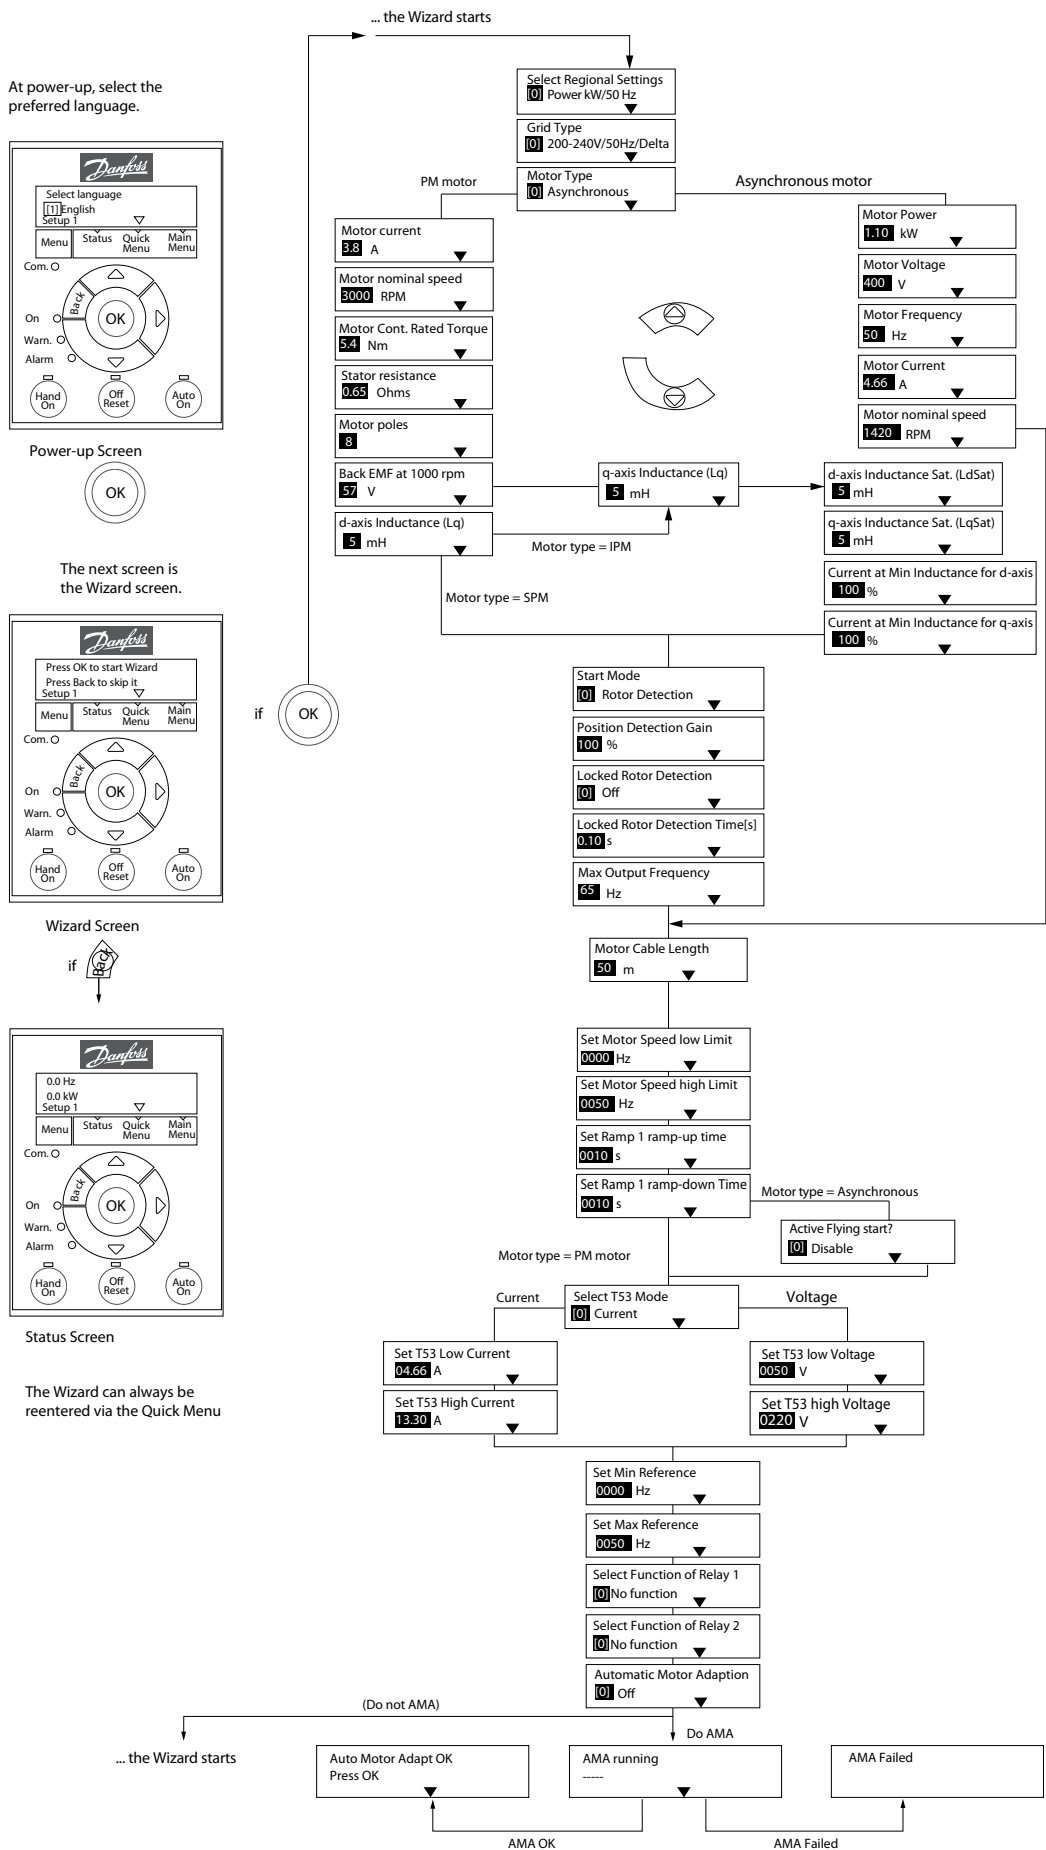 ... the Wizard starts
At power-up, select the
preferred language.
Danfoss
Select language
[1] English
Setup 1
Menu
Status
Quick
Menu
Main
Menu
Com.
On
Warn.
Alarm
Back
OK
Hand
On
Off
Reset
Auto
On
Power-up Screen
OK
The next screen is
the Wizard screen.
Danfoss
Press OK to start Wizard
Press Back to skip it
Setup 1
Menu
Status
Quick
Menu
Main
Menu
Com.
On
Warn.
Alarm
Back
OK
Hand
On
Off
Reset
Auto
On
Wizard Screen
if
Back
Danfoss
0.0 Hz
0.0 kW
Setup 1
Menu
Status
Quick
Menu
Main
Menu
Com.
On
Warn.
Alarm
Back
OK
Hand
On
Off
Reset
Auto
On
Status Screen
The Wizard can always be
reentered via the Quick Menu
if
OK
Select Regional Settings
[0] Power kW/50 Hz
Grid Type
[0] 200-240V/50Hz/Delta
Motor Type
[0] Asynchronous
PM motor
Asynchronous motor
Motor current
3.8 A
Motor nominal speed
3000 RPM
Motor Cont. Rated Torque
5.4 Nm
Stator resistance
0.65 Ohms
Motor poles
8
Back EMF at 1000 rpm
57 V
d-axis Inductance (Lq)
5 mH
Motor Power
1.10 kW
Motor Voltage
400 V
Motor Frequency
50 Hz
Motor Current
4.66 A
Motor nominal speed
1420 RPM
q-axis Inductance (Lq)
5 mH
Motor type = IPM
Motor type = SPM
d-axis Inductance Sat. (LdSat)
5 mH
q-axis Inductance Sat. (LqSat)
5 mH
Current at Min Inductance for d-axis
100 %
Current at Min Inductance for q-axis
100 %
Start Mode
[0] Rotor Detection
Position Detection Gain
100 %
Locked Rotor Detection
[0] Off
Locked Rotor Detection Time[s]
0.10 s
Max Output Frequency
65 Hz
Motor Cable Length
50 m
Set Motor Speed low Limit
0000 Hz
Set Motor Speed high Limit
0050 Hz
Set Ramp 1 ramp-up time
0010 s
Set Ramp 1 ramp-down Time
0010 s
Motor type = Asynchronous
Active Flying start?
[0] Disable
Motor type = PM motor
Select T53 Mode
[0] Current
Current
Voltage
Set T53 Low Current
04.66 A
Set T53 High Current
13.30 A
Set T53 low Voltage
0050 V
Set T53 high Voltage
0220 V
Set Min Reference
0000 Hz
Set Max Reference
0050 Hz
Select Function of Relay 1
[0] No function
Select Function of Relay 2
[0] No function
Automatic Motor Adaption
[0] Off
(Do not AMA)
Do AMA
... the Wizard starts
Auto Motor Adapt OK
Press OK
AMA running
-----
AMA Failed
AMA OK
AMA Failed